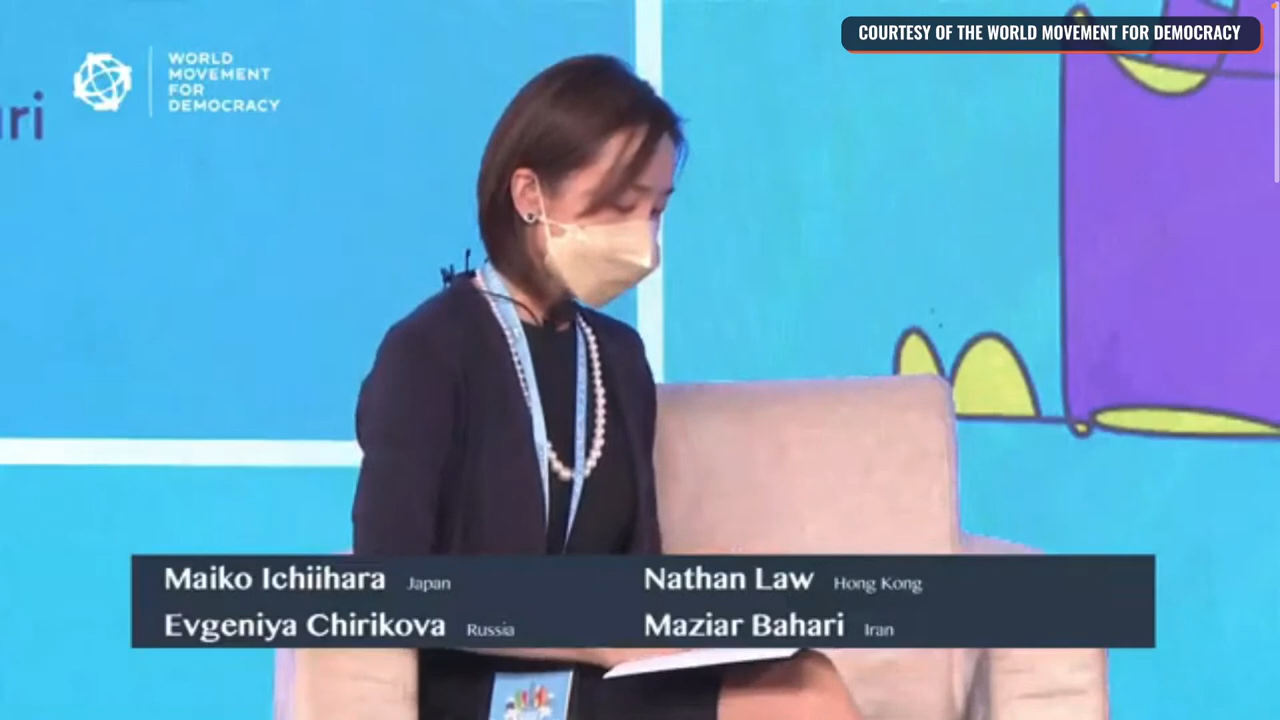 COURTESY OF THE WORLD MOVEMENT FOR DEMOCRACY
WORLD
MOVEMENT
FOR
DEMOCRACY
ri
Maiko Ichiihara Japan
Nathan Law Hong Kong
Evgeniya Chirikova Russia
Maziar Bahari Iran